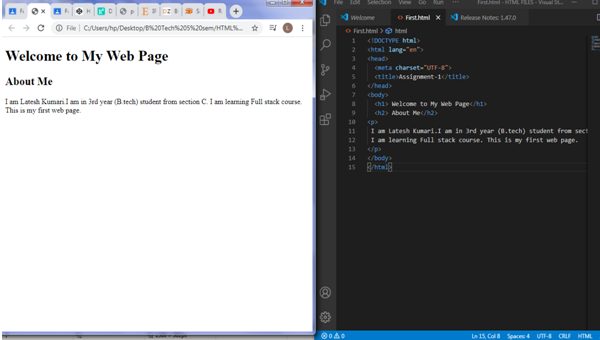 File
C:/Users/hp/Desktop/B%20Tech%205%20sem/HTML%...
Welcome to My Web Page
About Me
I am Latesh Kumari.I am in 3rd year (B.tech) student from section C. I am learning Full stack course.
This is my first web page.
File Edit Selection View Go Run ... First.html - HTML FILES - Visual St...
Welcome
First.html
Release Notes: 1.47.0
First.html > html
1 <!DOCTYPE html>
2 <html lang="en">
3 <head>
4 <meta charset="UTF-8">
5 <title>Assignment-1</title>
6 </head>
7 <body>
8 <h1> Welcome to My Web Page</h1>
9 <h2> About Me</h2>
10 <p>
11 I am Latesh Kumari.I am in 3rd year (B.tech) student from sect
12 I am learning Full stack course. This is my first web page.
13 </p>
14 </body>
15 </html>
0 0
Ln 15, Col 8 Spaces: 4 UTF-8 CRLF HTML